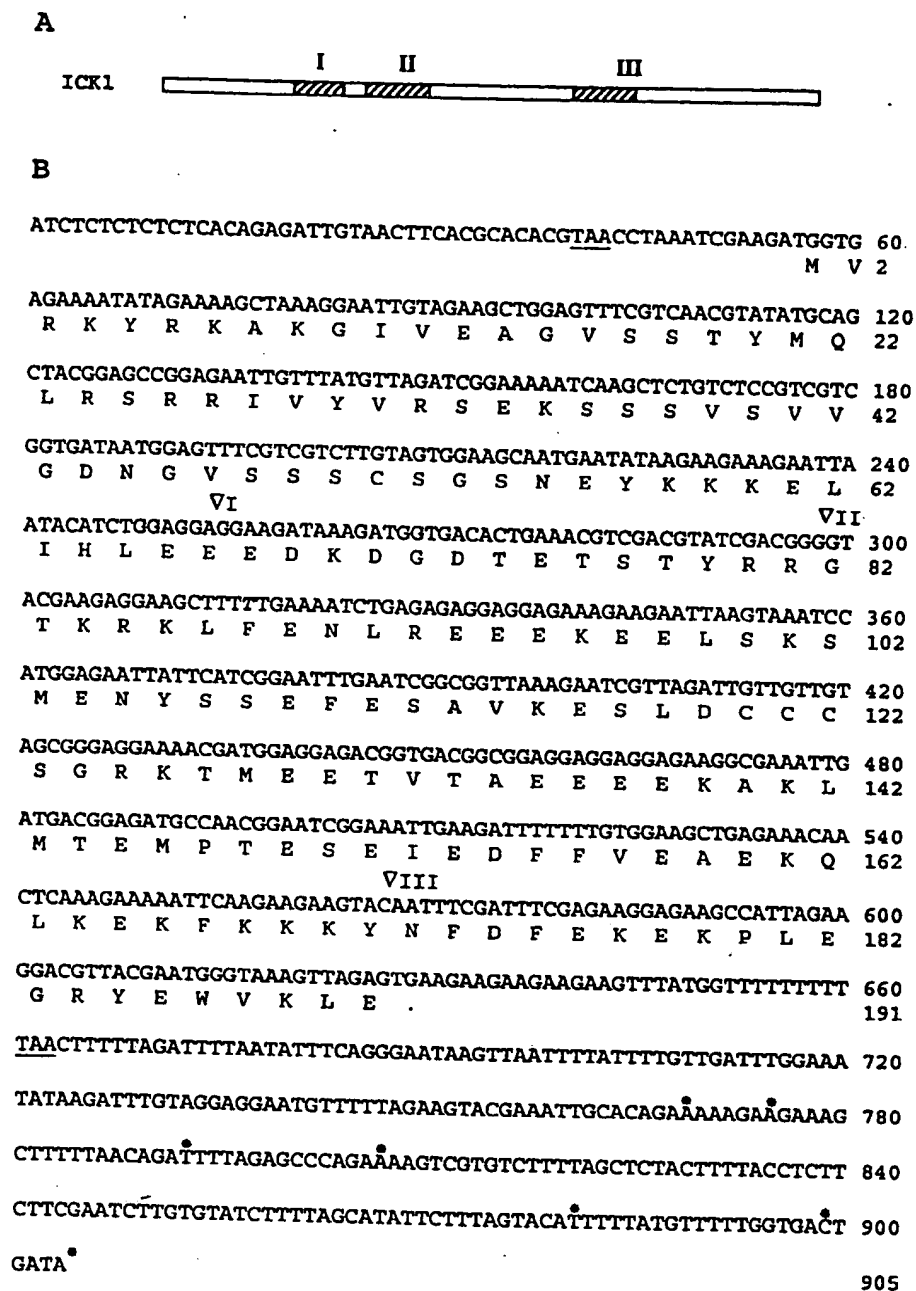 A
I II III
ICK1
B
ATCTCTCTCTCTCACAGAGATTGTAACTTCACGCACACGTAACCTAAATCGAAGATGGTG 60
M V 2
AGAAAATATAGAAAAGCTAAAGGAATTGTAGAAGCTGGAGTTTCGTCAACGTATATGCAG 120
R K Y R K A K G I V E A G V S S T Y M Q 22
CTACGGAGCCGGAGAATTGTTTATGTTAGATCGGAAAAATCAAGCTCTGTCTCCGTCGTC 180
L R S R R I V Y V R S E K S S S V S V V 42
GGTGATAATGGAGTTTCGTCGTCTTGTAGTGGAAGCAATGAATATAAGAAGAAAGAATTA 240
G D N G V S S S C S G S N E Y K K K E L 62
∇I ∇II
ATACATCTGGAGGAGGAAGATAAAGATGGTGACACTGAAACGTCGACGTATCGACGGGGT 300
I H L E E E D K D G D T E T S T Y R R G 82
ACGAAGAGGAAGCTTTTTGAAAATCTGAGAGAGGAGGAGAAAGAAGAATTAAGTAAATCC 360
T K R K L F E N L R E E E K E E L S K S 102
ATGGAGAATTATTCATCGGAATTTGAATCGGCGGTTAAAGAATCGTTAGATTGTTGTTGT 420
M E N Y S S E F E S A V K E S L D C C C 122
AGCGGGAGGAAAACGATGGAGGAGACGGTGACGGCGGAGGAGGAGGAGAAGGCGAAATTG 480
S G R K T M E E T V T A E E E E K A K L 142
ATGACGGAGATGCCAACGGAATCGGAAATTGAAGATTTTTTTGTGGAAGCTGAGAAACAA 540
M T E M P T E S E I E D F F V E A E K Q 162
∇III
CTCAAAGAAAAATTCAAGAAGAAGTACAATTTCGATTTCGAGAAGGAGAAGCCATTAGAA 600
L K E K F K K K Y N F D F E K E K P L E 182
GGACGTTACGAATGGGTAAAGTTAGAGTGAAGAAGAAGAAGAAGTTTATGGTTTTTTTTT 660
G R Y E W V K L E . 191
TAACTTTTTAGATTTTAATATTTCAGGGAATAAGTTAATTTTATTTTGTTGATTTGGAAA 720
TATAAGATTTGTAGGAGGAATGTTTTTAGAAGTACGAAATTGCACAGAAAAAGAAGAAAG 780
CTTTTTAACAGATTTTAGAGCCCAGAAAAGTCGTGTCTTTTAGCTCTACTTTTACCTCTT 840
CTTCGAATCTTGTGTATCTTTTAGCATATTCTTTAGTACATTTTTATGTTTTTGGTGACT 900
GATA 905